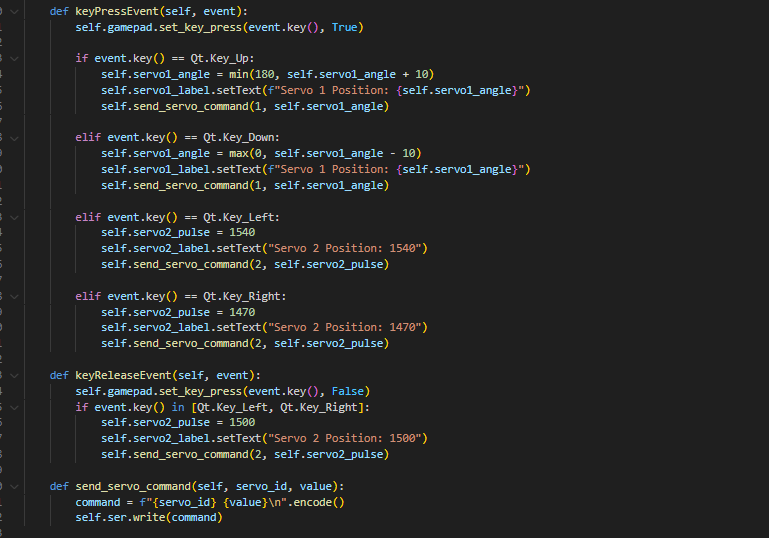 def keyPressEvent(self, event):
    self.gamepad.set_key_press(event.key(), True)

    if event.key() == Qt.Key_Up:
        self.servo1_angle = min(180, self.servo1_angle + 10)
        self.servo1_label.setText(f"Servo 1 Position: {self.servo1_angle}")
        self.send_servo_command(1, self.servo1_angle)

    elif event.key() == Qt.Key_Down:
        self.servo1_angle = max(0, self.servo1_angle - 10)
        self.servo1_label.setText(f"Servo 1 Position: {self.servo1_angle}")
        self.send_servo_command(1, self.servo1_angle)

    elif event.key() == Qt.Key_Left:
        self.servo2_pulse = 1540
        self.servo2_label.setText("Servo 2 Position: 1540")
        self.send_servo_command(2, self.servo2_pulse)

    elif event.key() == Qt.Key_Right:
        self.servo2_pulse = 1470
        self.servo2_label.setText("Servo 2 Position: 1470")
        self.send_servo_command(2, self.servo2_pulse)

def keyReleaseEvent(self, event):
    self.gamepad.set_key_press(event.key(), False)
    if event.key() in [Qt.Key_Left, Qt.Key_Right]:
        self.servo2_pulse = 1500
        self.servo2_label.setText("Servo 2 Position: 1500")
        self.send_servo_command(2, self.servo2_pulse)

def send_servo_command(self, servo_id, value):
    command = f"{servo_id} {value}\n".encode()
    self.ser.write(command)